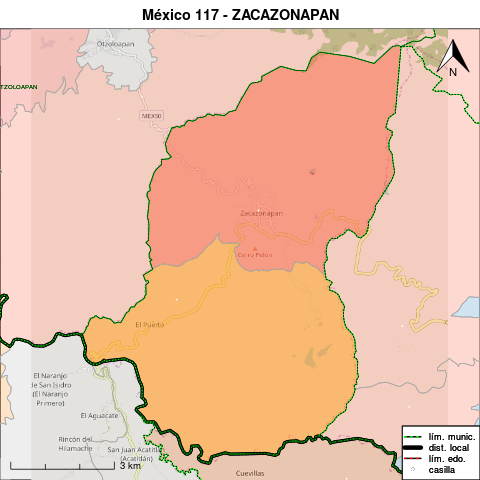 México 117 - ZACAZONAPAN
Otzoloapan
N
TZOLOAPAN
MEX50
Zacazonapan
Cerro Pelón
El Puerto
El Naranjo
de San Isidro
(El Naranjo
Primero)
El Aguacate
Rincón del
Hilamache
San Juan Acatitlán
(Acatitlán)
3 km
Cuevillas
lím. munic.
dist. local
lím. edo.
casilla